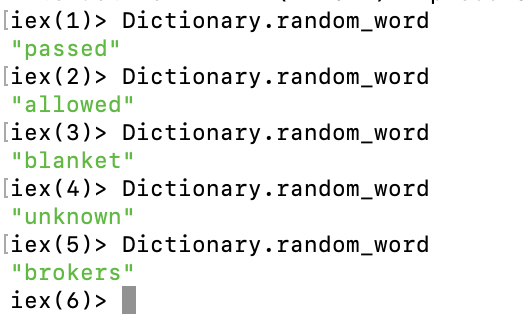 iex(1)> Dictionary.random_word
"passed"
iex(2)> Dictionary.random_word
"allowed"
iex(3)> Dictionary.random_word
"blanket"
iex(4)> Dictionary.random_word
"unknown"
iex(5)> Dictionary.random_word
"brokers"
iex(6)>